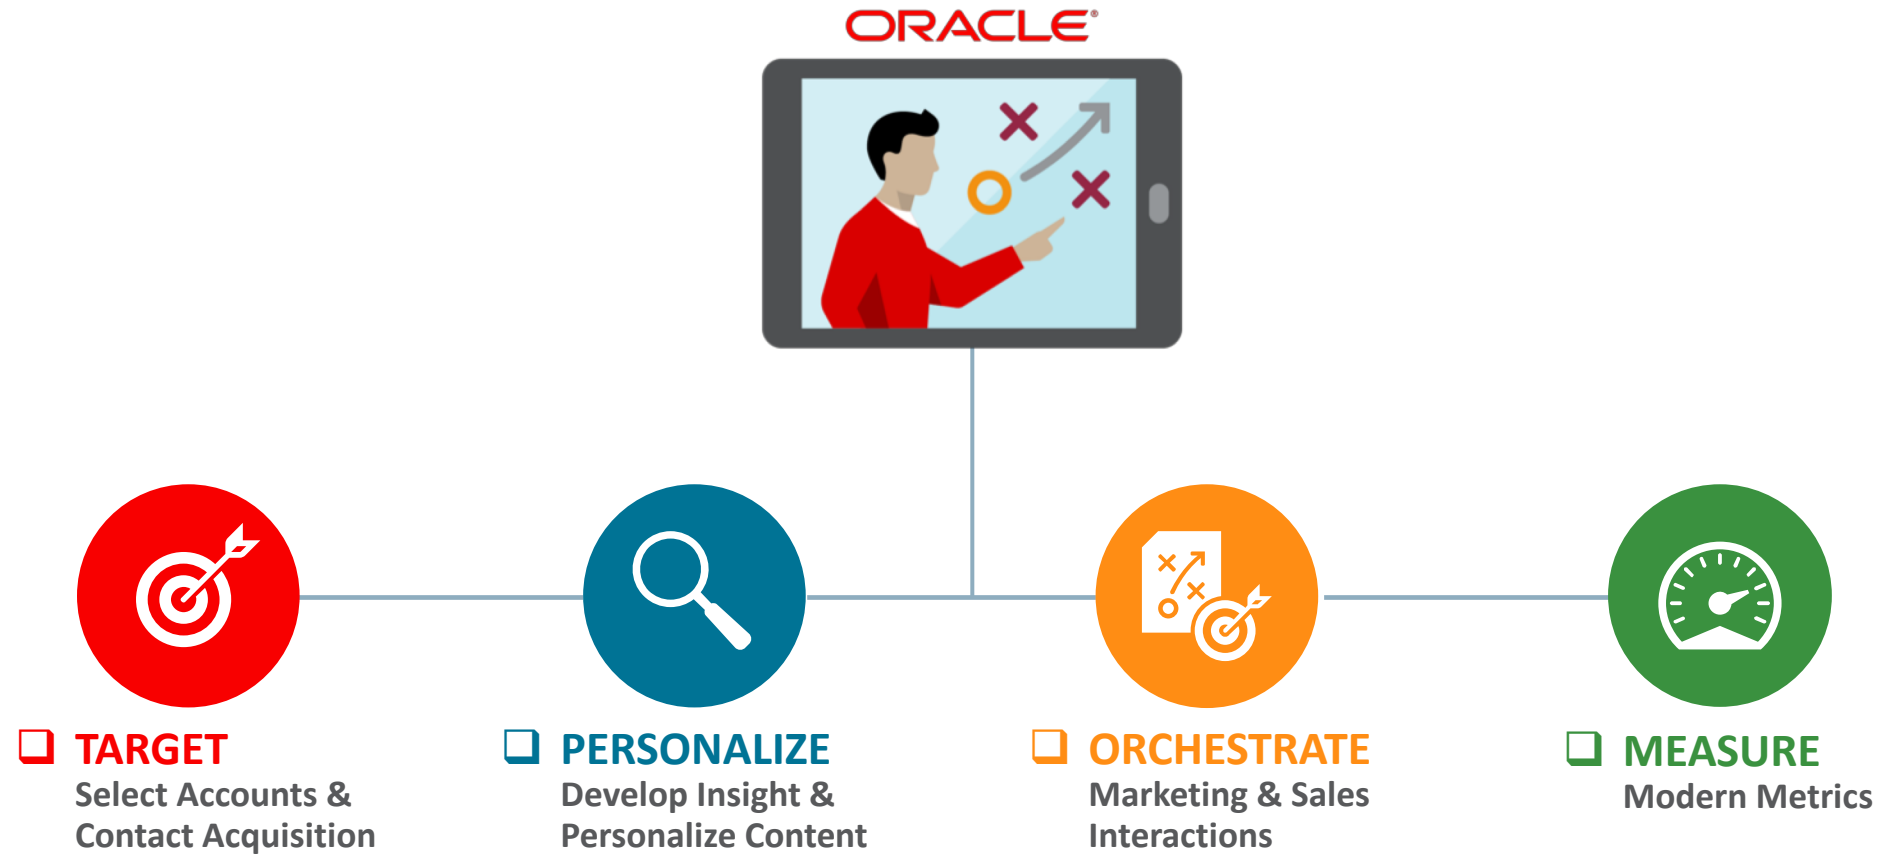 ORACLE®
TARGET
Select Accounts &
Contact Acquisition
PERSONALIZE
Develop Insight &
Personalize Content
ORCHESTRATE
Marketing & Sales
Interactions
MEASURE
Modern Metrics